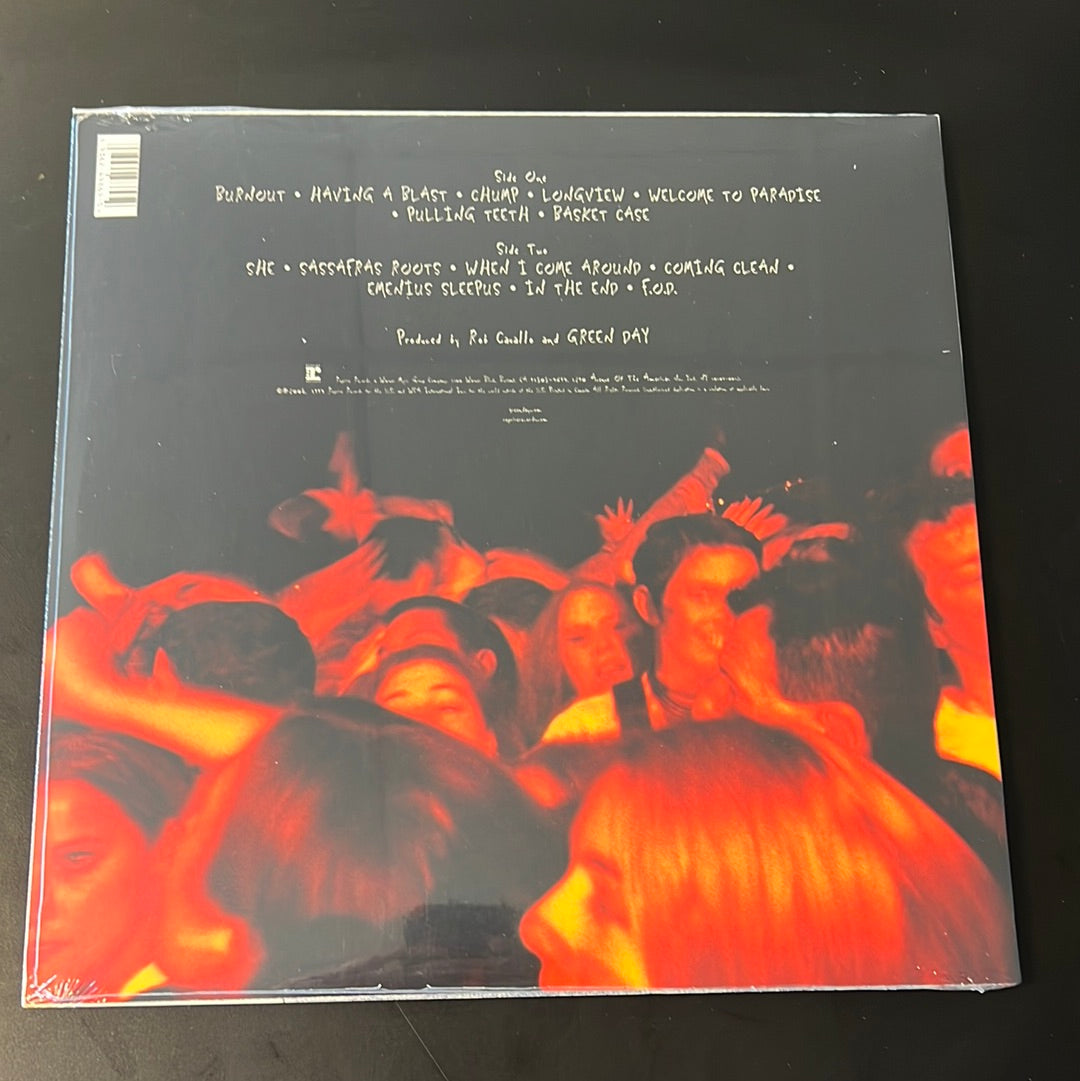 Side One
BURNOUT • HAVING A BLAST • CHUMP • LONGVIEW • WELCOME TO PARADISE
• PULLING TEETH • BASKET CASE
Side Two
SHE • SASSAFRAS ROOTS • WHEN I COME AROUND • COMING CLEAN •
EMENIUS SLEEPUS • IN THE END • F.O.D.
Produced by Rob Cavallo and GREEN DAY